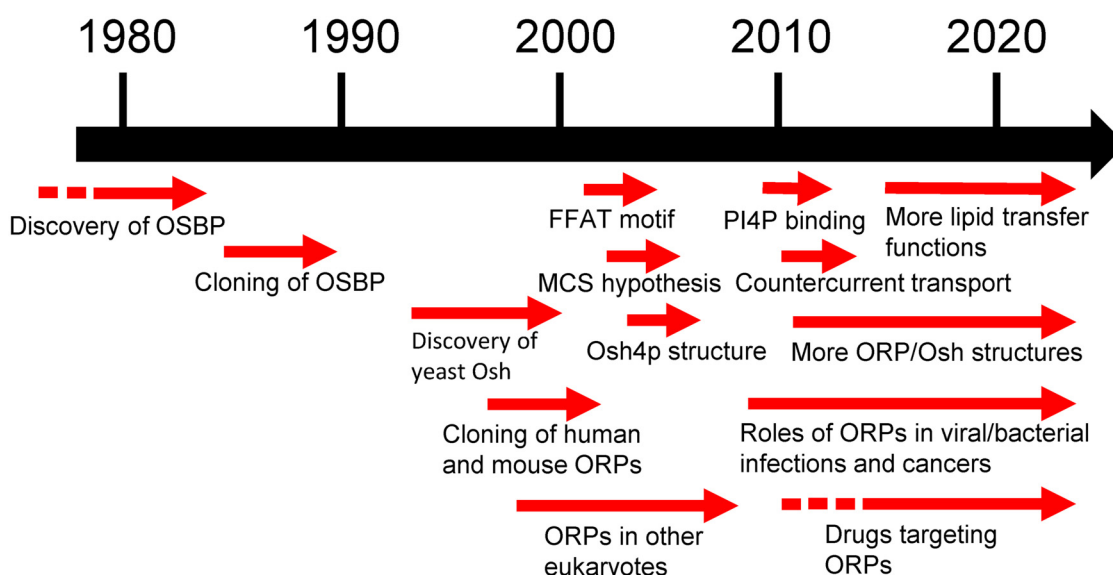 1980 1990 2000 2010 2020
Discovery of OSBP
FFAT motif
PI4P binding
More lipid transfer
functions
Cloning of OSBP
MCS hypothesis
Countercurrent transport
Discovery of
yeast Osh
Osh4p structure
More ORP/Osh structures
Cloning of human
and mouse ORPs
Roles of ORPs in viral/bacterial
infections and cancers
ORPs in other
eukaryotes
Drugs targeting
ORPs